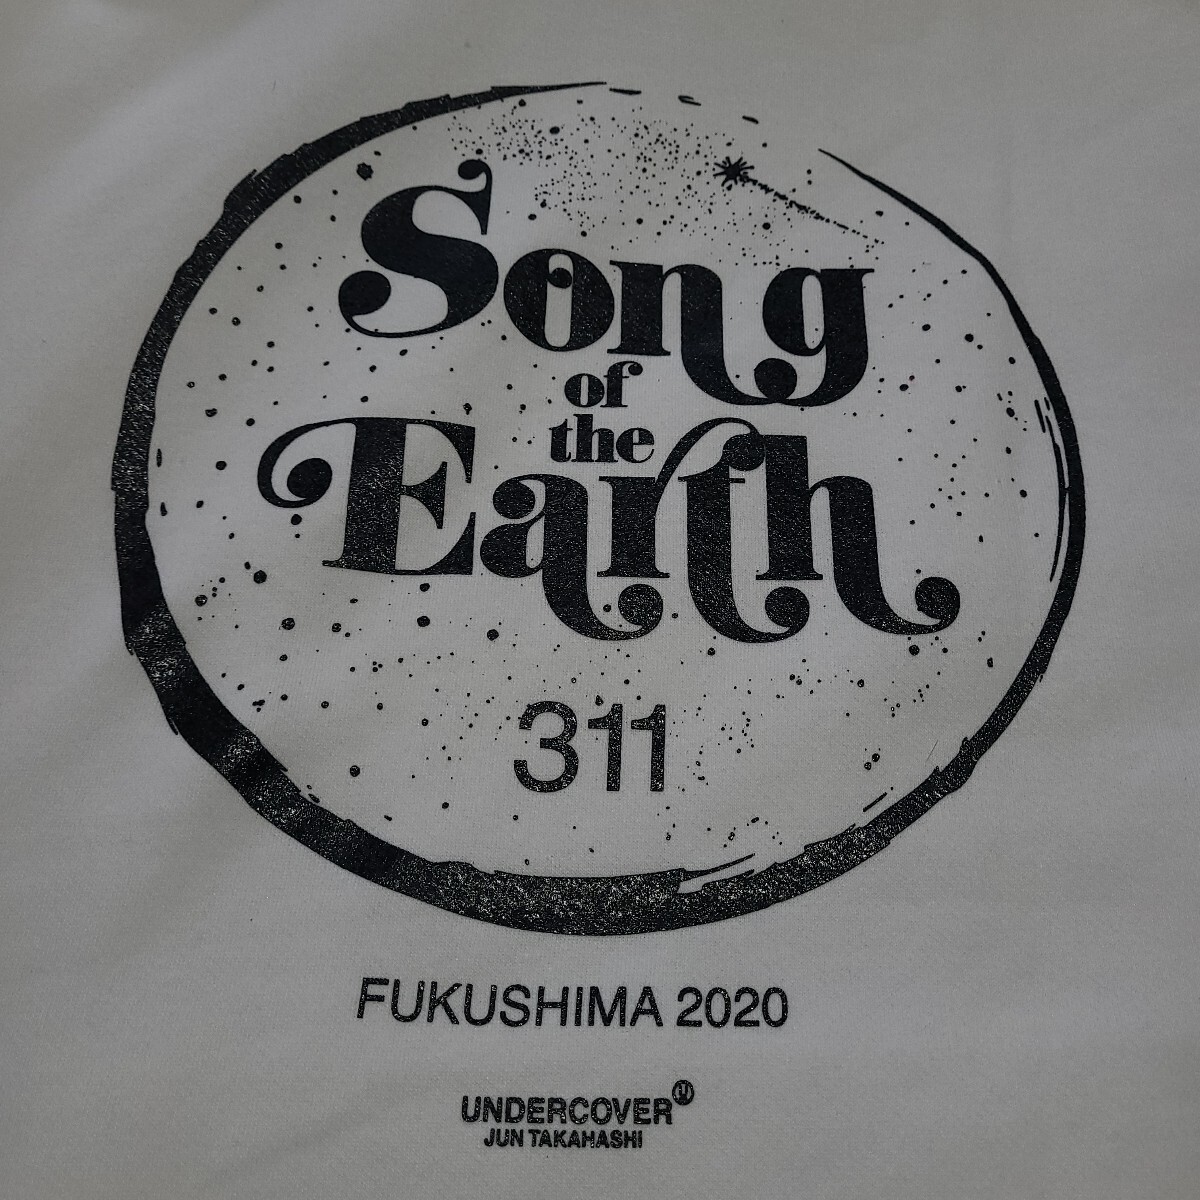 Song
of
the
Earth
311
FUKUSHIMA 2020
UNDERCOVER
JUN TAKAHASHI